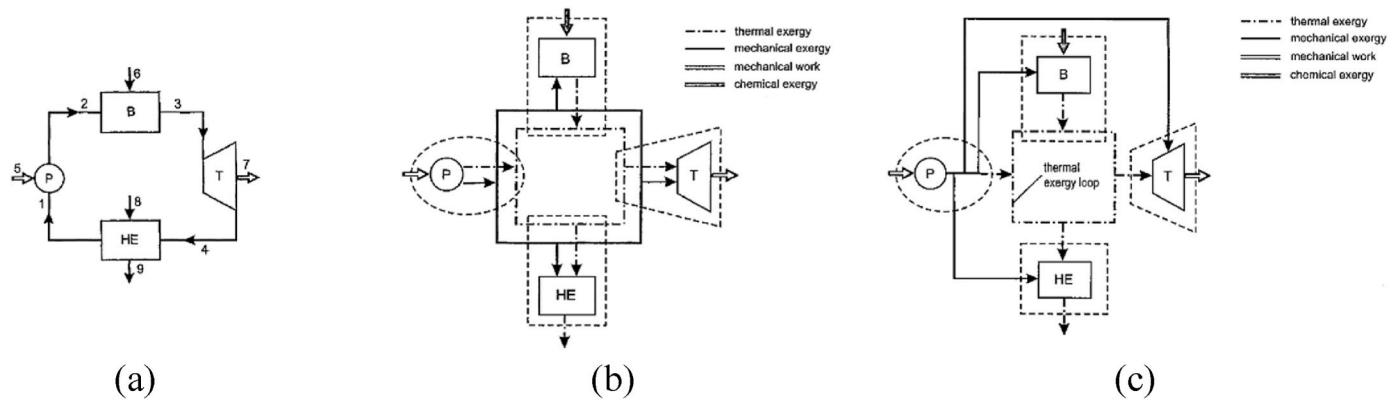 6
2
B
3
5
P
T
7
1
8
HE
4
9
(a)
thermal exergy
mechanical exergy
mechanical work
chemical exergy
B
P
T
HE
(b)
thermal exergy
mechanical exergy
mechanical work
chemical exergy
B
P
thermal
exergy loop
T
HE
(c)